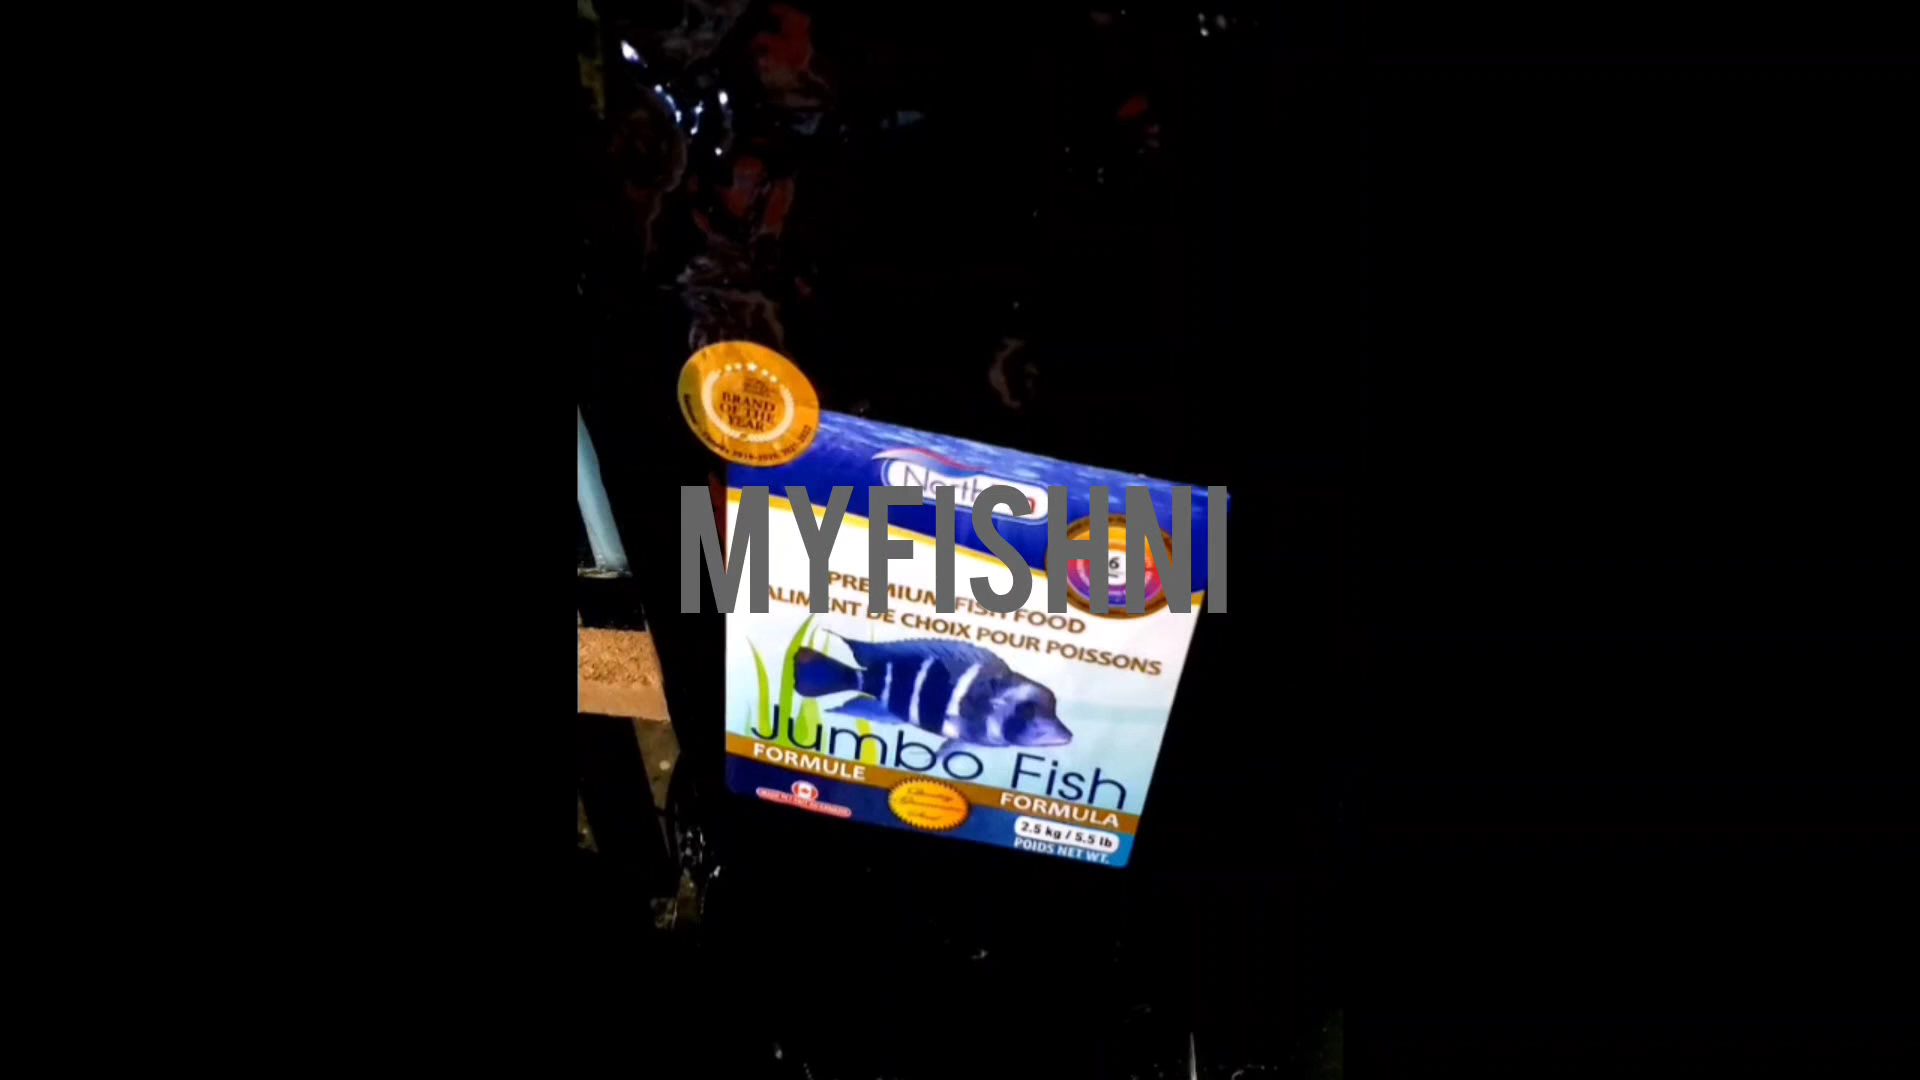 BRAND
OF THE
YEAR
MYFISHNI
6
PREMIUM FISH FOOD
ALIMENT DE CHOIX POUR POISSONS
Jumbo Fish
FORMULE
FORMULA
2.5 kg / 5.5 lb
POIDS NET WT.